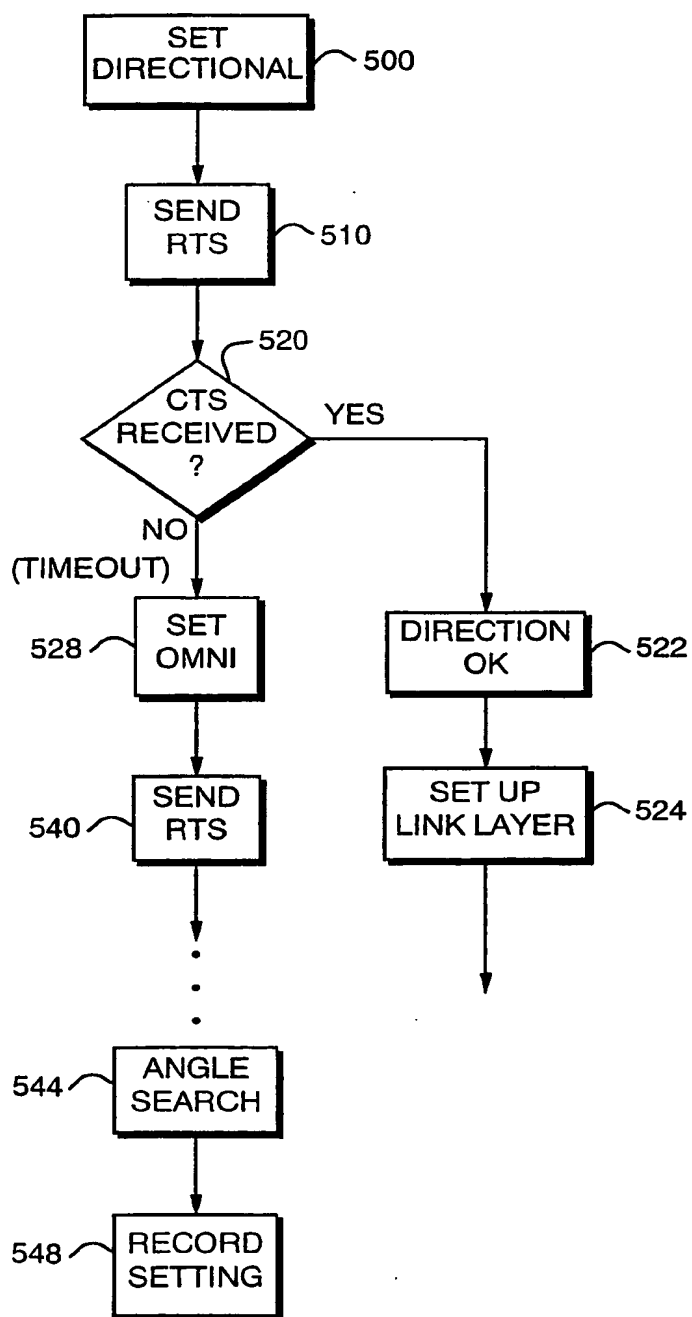 SET
DIRECTIONAL
500
SEND
RTS
510
520
CTS
RECEIVED
?
YES
NO
(TIMEOUT)
SET
OMNI
528
DIRECTION
OK
522
SEND
RTS
540
SET UP
LINK LAYER
524
ANGLE
SEARCH
544
RECORD
SETTING
548